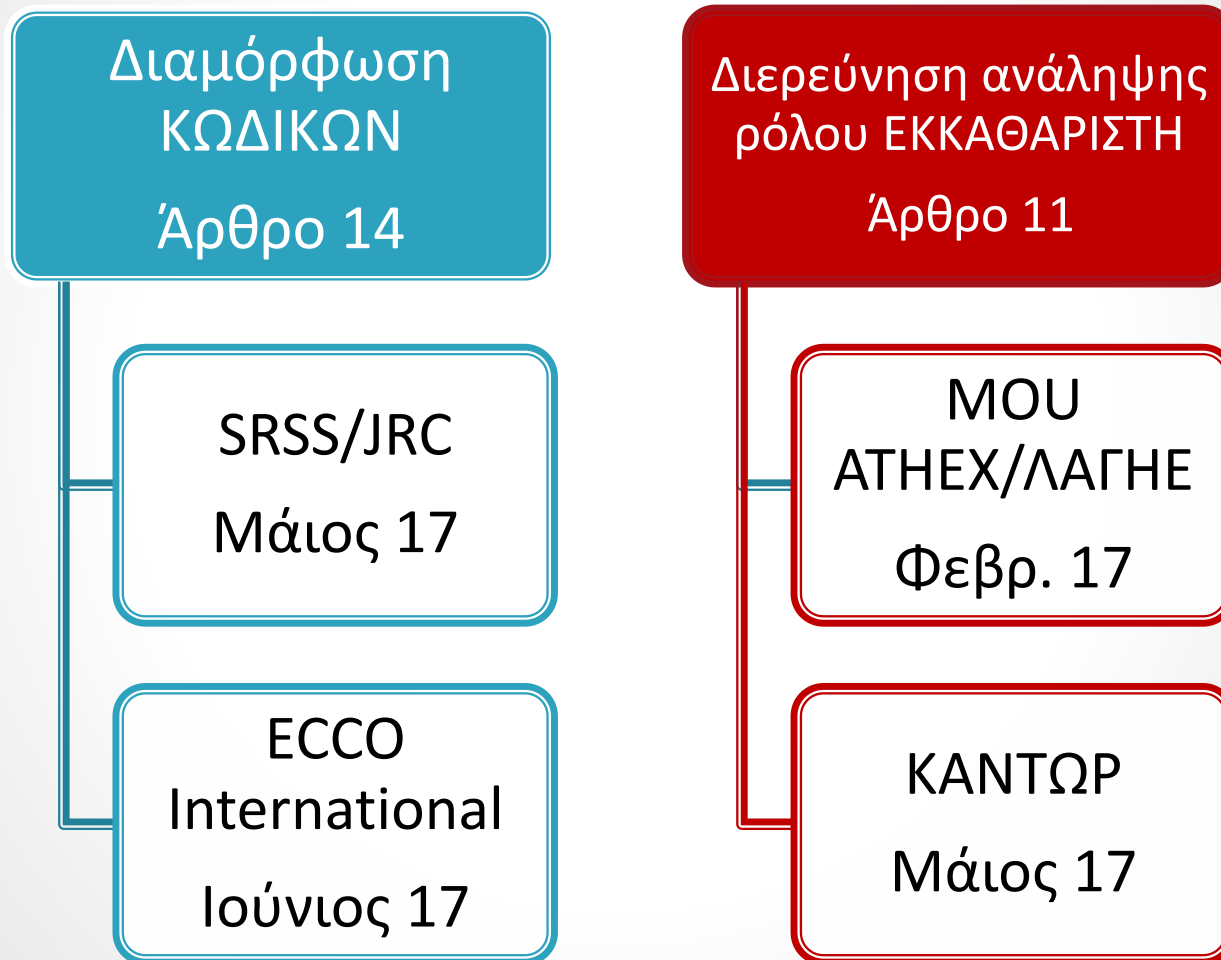 Διαμόρφωση
ΚΩΔΙΚΩΝ
Άρθρο 14
SRSS/JRC
Μάιος 17
ECCO
International
Ιούνιος 17
Διερεύνηση ανάληψης
ρόλου ΕΚΚΑΘΑΡΙΣΤΗ
Άρθρο 11
MOU
ATHEX/ΛΑΓΗΕ
Φεβρ. 17
ΚΑΝΤΩΡ
Μάιος 17